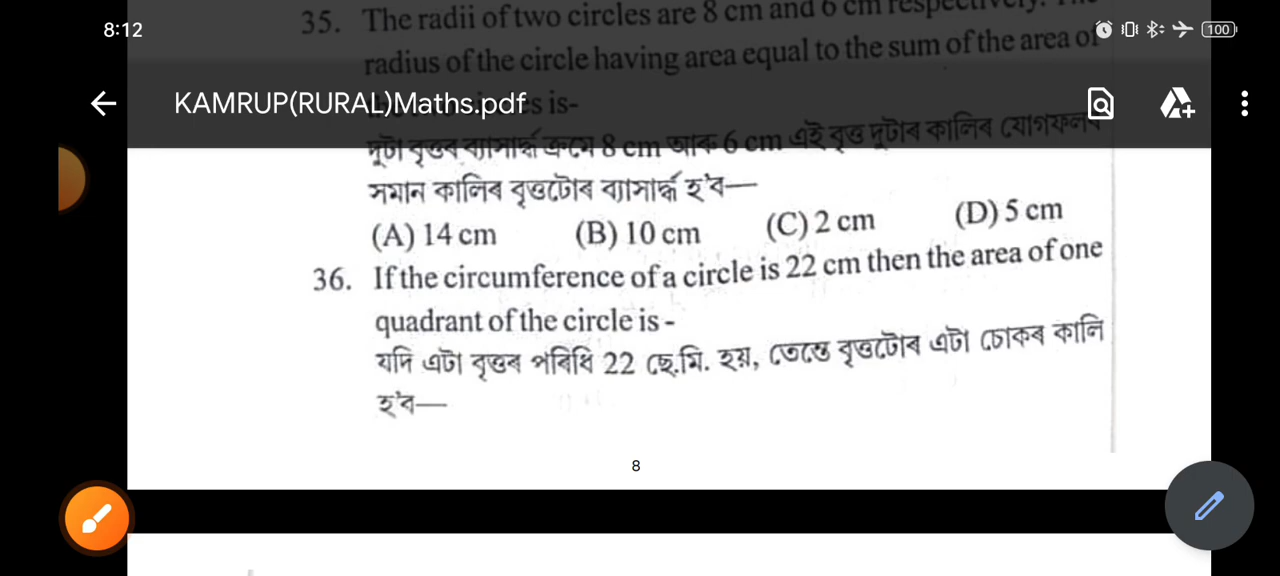 8:12
100
35. The radii of two circles are 8 cm and 6 cm respectively. The
radius of the circle having area equal to the sum of the area of
KAMRUP(RURAL)Maths.pdf
is-
দুটা বৃত্তৰ ব্যাসাৰ্দ্ধ ক্ৰমে 8 cm আৰু 6 cm এই বৃত্ত দুটাৰ কালিৰ যোগফলৰ
সমান কালিৰ বৃত্তটোৰ ব্যাসাৰ্দ্ধ হ'ব—
(A) 14 cm (B) 10 cm (C) 2 cm (D) 5 cm
36. If the circumference of a circle is 22 cm then the area of one
quadrant of the circle is -
যদি এটা বৃত্তৰ পৰিধি 22 ছে.মি. হয়, তেন্তে বৃত্তটোৰ এটা চোকৰ কালি
হ'ব—
8